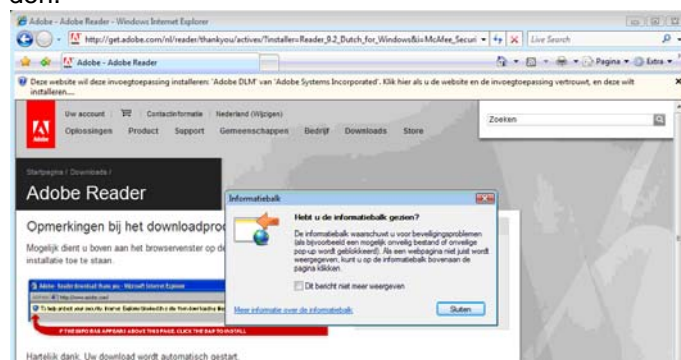 den.
Adobe - Adobe Reader - Windows Internet Explorer
http://get.adobe.com/nl/reader/thankyou/actives/?installer=Reader_9.2_Dutch_for_Windows&i=McAfee_Securi
Live Search
Adobe - Adobe Reader
Pagina
Extra
Deze website wil deze invoegtoepassing installeren: 'Adobe DLM' van 'Adobe Systems Incorporated'. Klik hier als u de website en de invoegtoepassing vertrouwt, en deze wilt
installeren....
Uw account
Contactinformatie
Nederland (Wijzigen)
Oplossingen Product Support Gemeenschappen Bedrijf Downloads Store
Zoeken
Adobe
Startpagina / Downloads /
Adobe Reader
Opmerkingen bij het downloadproc
Mogelijk dient u boven aan het browservenster op de
installatie toe te staan.
Informatiebalk
Hebt u de informatiebalk gezien?
De informatiebalk waarschuwt u voor beveiligingsproblemen
(als bijvoorbeeld een mogelijk onveilig bestand of onveilige
pop-up wordt geblokkeerd). Als een webpagina niet juist wordt
weergegeven, kunt u op de informatiebalk bovenaan de
pagina klikken.
Dit bericht niet meer weergeven
Meer informatie over de informatiebalk
Sluiten
IF THE INFO BAR APPEARS ABOVE THIS PAGE, CLICK THE BAR TO INSTALL
Hartelijk dank. Uw download wordt automatisch gestart.